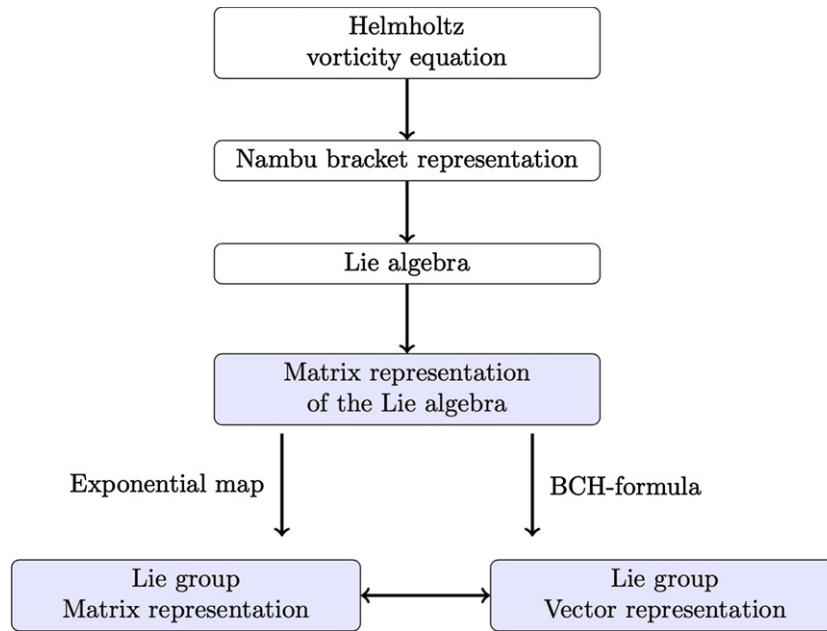 Helmholtz
vorticity equation
Nambu bracket representation
Lie algebra
Matrix representation
of the Lie algebra
Exponential map
BCH-formula
Lie group
Matrix representation
Lie group
Vector representation